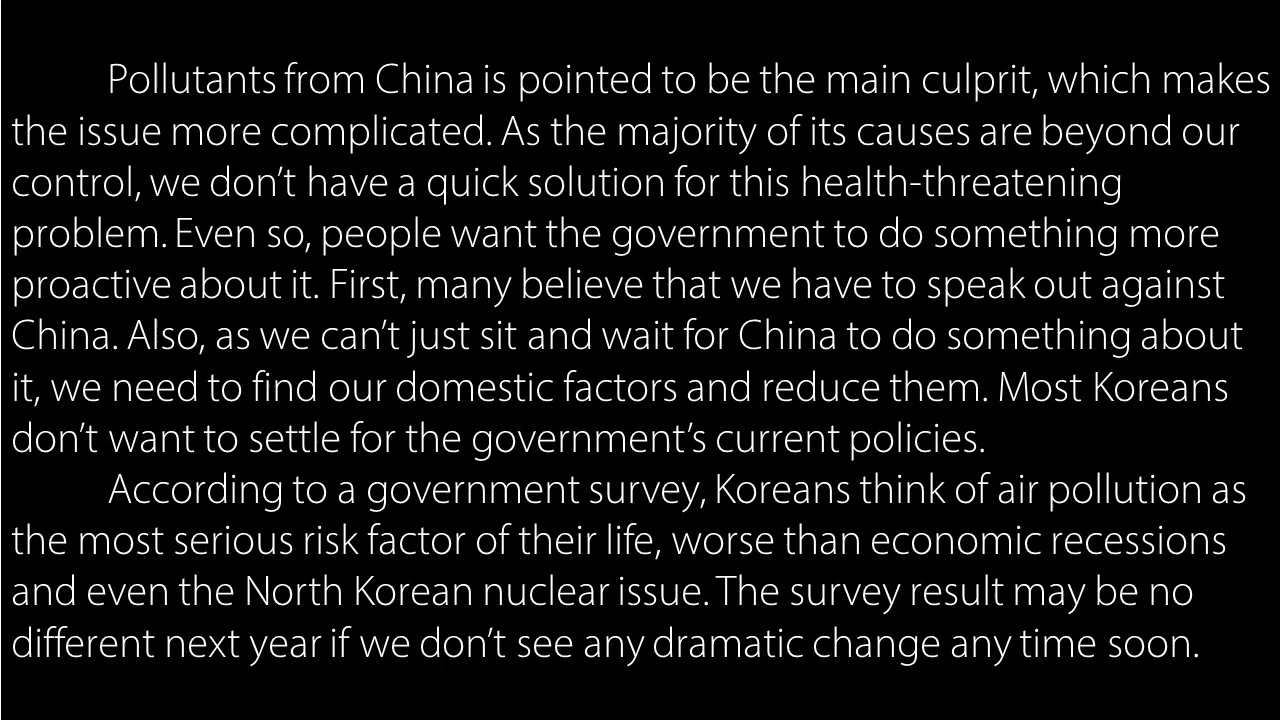 Pollutants from China is pointed to be the main culprit, which makes
the issue more complicated. As the majority of its causes are beyond our
control, we don’t have a quick solution for this health-threatening
problem. Even so, people want the government to do something more
proactive about it. First, many believe that we have to speak out against
China. Also, as we can’t just sit and wait for China to do something about
it, we need to find our domestic factors and reduce them. Most Koreans
don’t want to settle for the government’s current policies.
According to a government survey, Koreans think of air pollution as
the most serious risk factor of their life, worse than economic recessions
and even the North Korean nuclear issue. The survey result may be no
different next year if we don’t see any dramatic change any time soon.